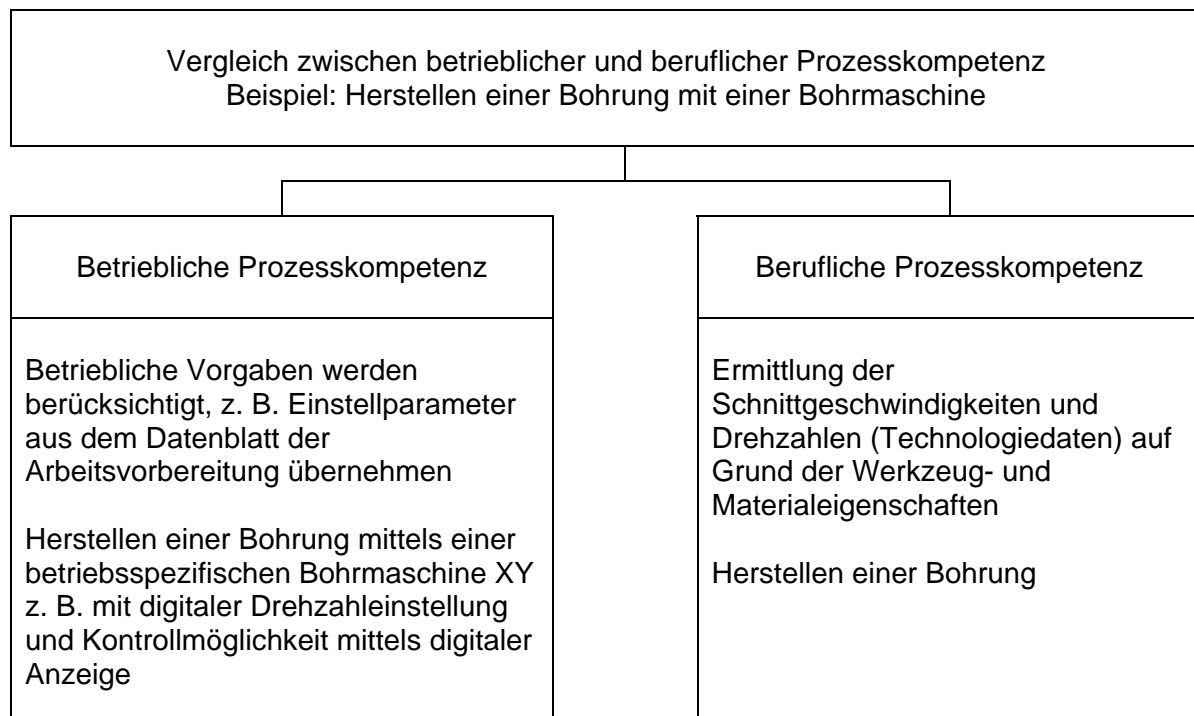 Vergleich zwischen betrieblicher und beruflicher Prozesskompetenz
Beispiel: Herstellen einer Bohrung mit einer Bohrmaschine
Betriebliche Prozesskompetenz
Betriebliche Vorgaben werden
berücksichtigt, z. B. Einstellparameter
aus dem Datenblatt der
Arbeitsvorbereitung übernehmen
Herstellen einer Bohrung mittels einer
betriebsspezifischen Bohrmaschine XY
z. B. mit digitaler Drehzahleinstellung
und Kontrollmöglichkeit mittels digitaler
Anzeige
Berufliche Prozesskompetenz
Ermittlung der
Schnittgeschwindigkeiten und
Drehzahlen (Technologiedaten) auf
Grund der Werkzeug- und
Materialeigenschaften
Herstellen einer Bohrung